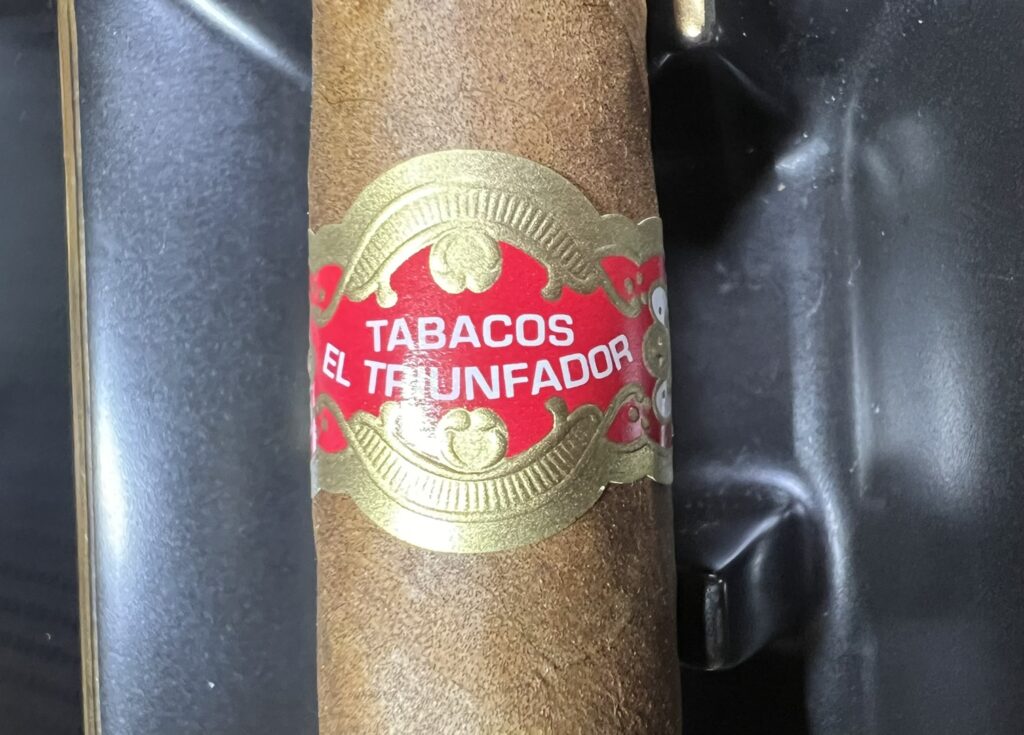 TABACOS
EL TRIUNFADOR